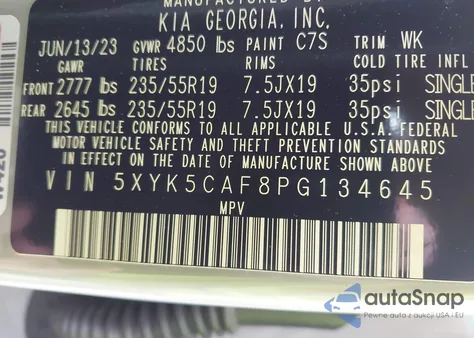 MANUFACTURED BY
KIA GEORGIA, INC.
JUN/13/23 GVWR 4850 lbs PAINT C7S TRIM WK
GAWR TIRES RIMS COLD TIRE INFL
FRONT 2777 lbs 235/55R19 7.5JX19 35psi SINGLE
REAR 2645 lbs 235/55R19 7.5JX19 35psi SINGLE
THIS VEHICLE CONFORMS TO ALL APPLICABLE U.S.A. FEDERAL
MOTOR VEHICLE SAFETY AND THEFT PREVENTION STANDARDS
IN EFFECT ON THE DATE OF MANUFACTURE SHOWN ABOVE
VIN 5XYK5CAF8PG134645
MPV
autaSnap
Pewne auta z aukcji USA i EU